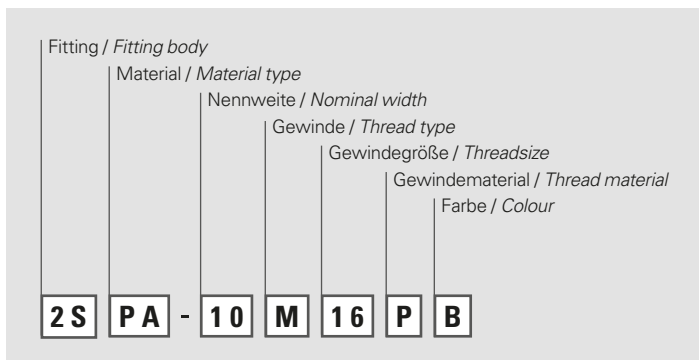 Fitting / Fitting body
Material / Material type
Nennweite / Nominal width
Gewinde / Thread type
Gewindegröße / Threadsize
Gewindematerial / Thread material
Farbe / Colour
2S PA - 10 M 16 P B